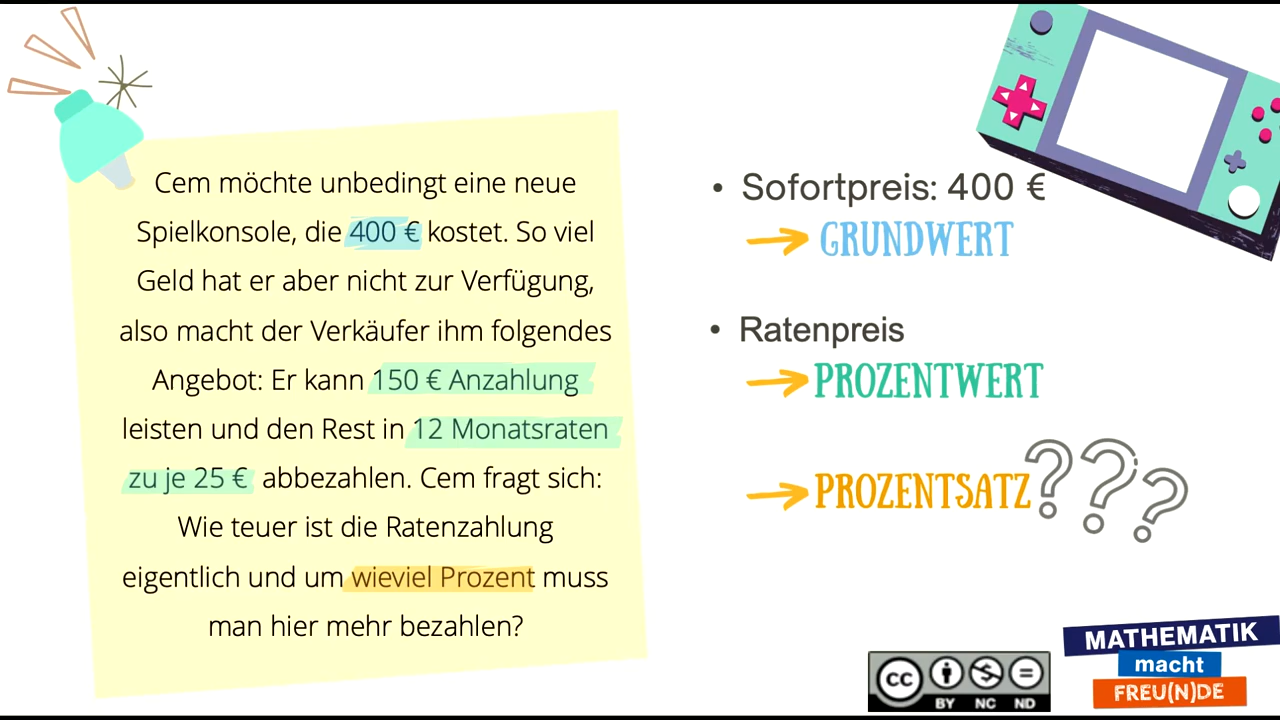 Cem möchte unbedingt eine neue
Spielkonsole, die 400 € kostet. So viel
Geld hat er aber nicht zur Verfügung,
also macht der Verkäufer ihm folgendes
Angebot: Er kann 150 € Anzahlung
leisten und den Rest in 12 Monatsraten
zu je 25 € abbezahlen. Cem fragt sich:
Wie teuer ist die Ratenzahlung
eigentlich und um wieviel Prozent muss
man hier mehr bezahlen?
• Sofortpreis: 400 €
GRUNDWERT
• Ratenpreis
PROZENTWERT
PROZENTSATZ???
CC BY NC ND
MATHEMATIK
macht
FREU(N)DE